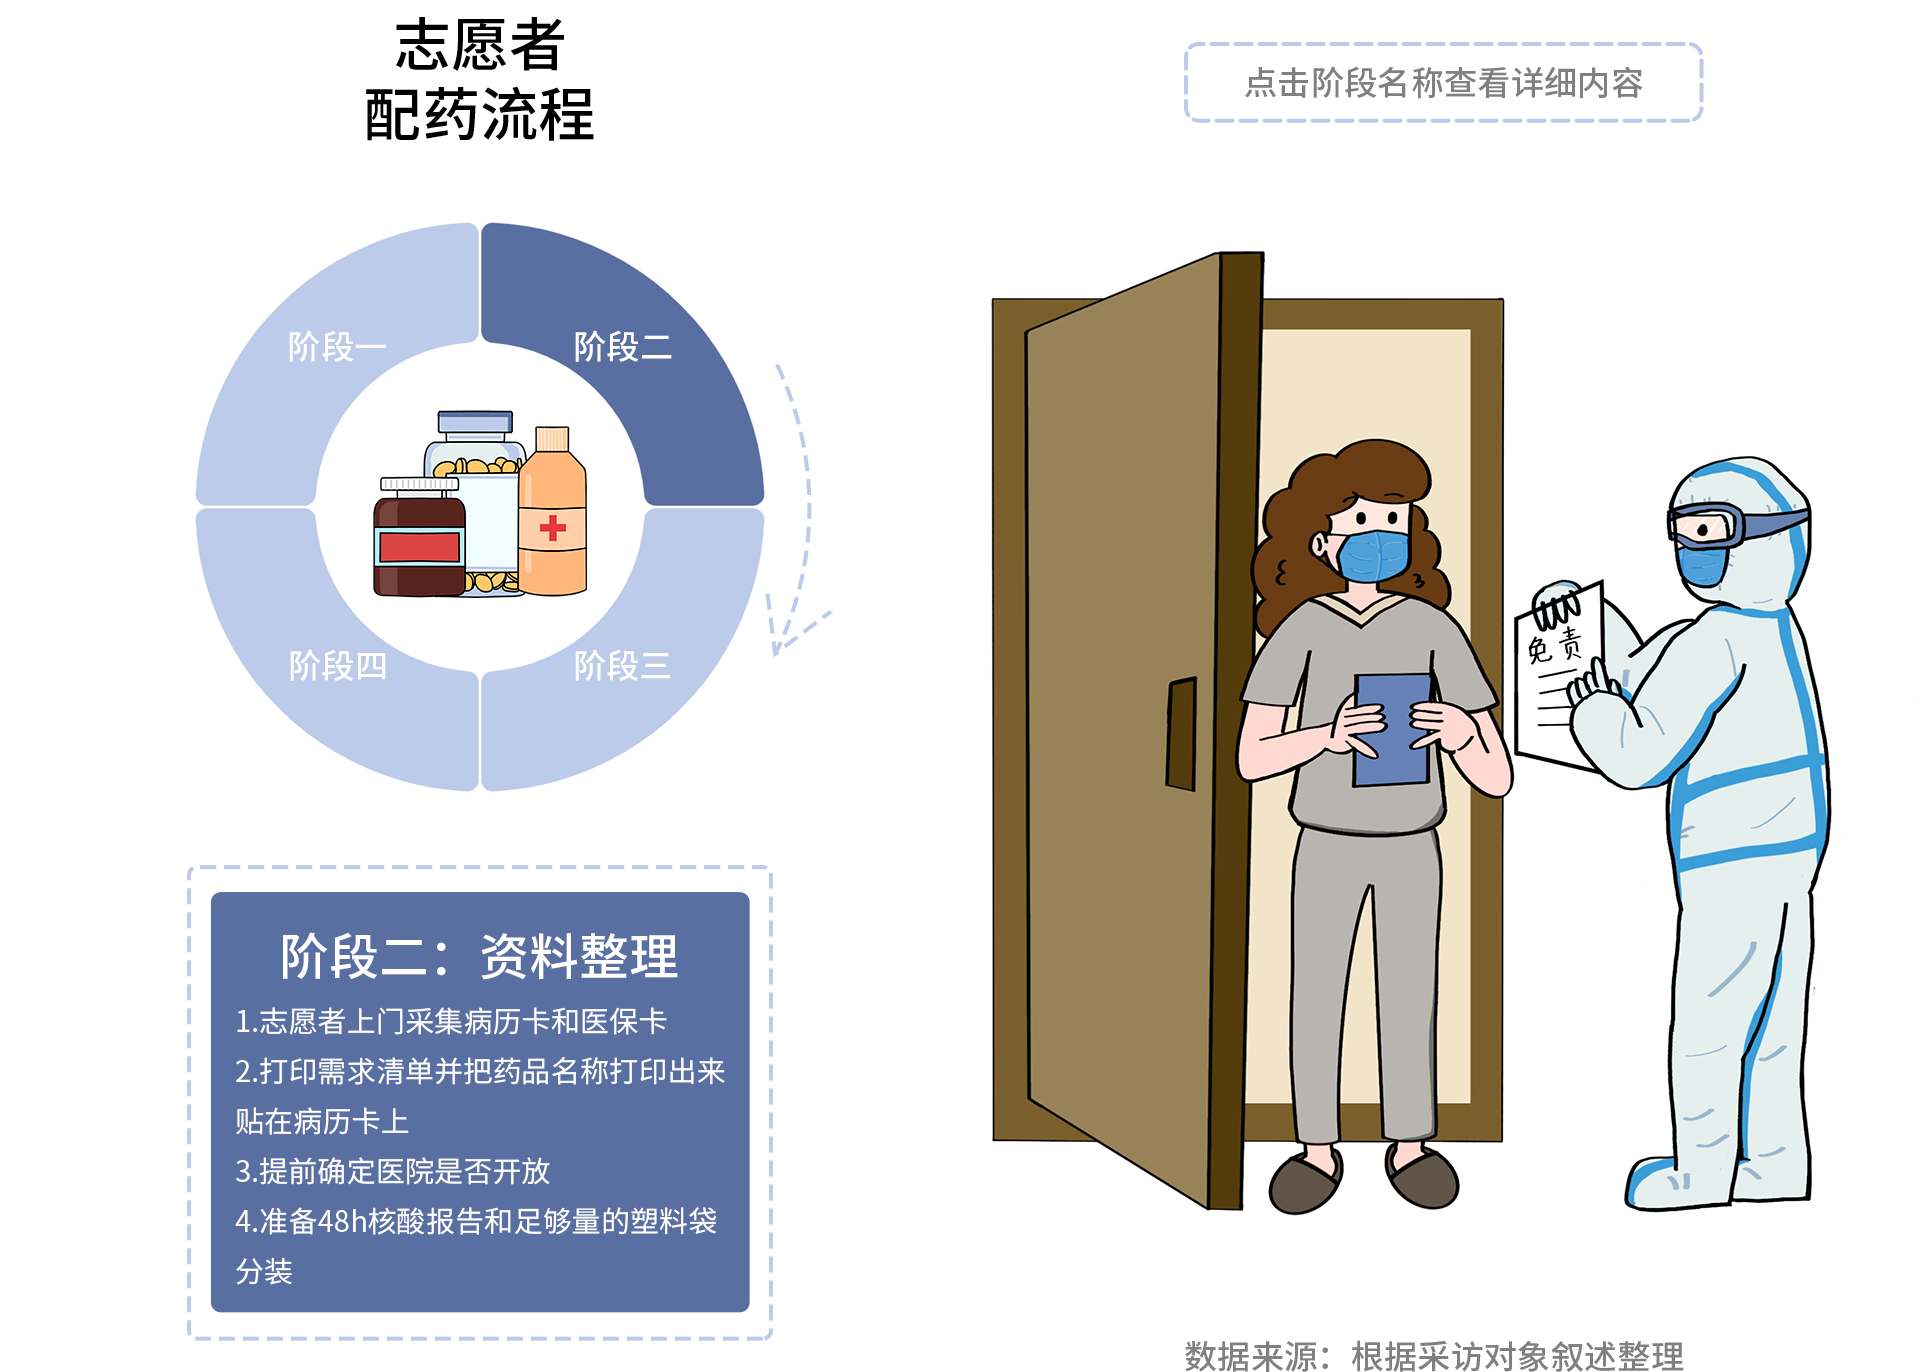 志愿者
配药流程
点击阶段名称查看详细内容
阶段一
阶段二
阶段四
阶段三
免责
阶段二：资料整理
1.志愿者上门采集病历卡和医保卡
2.打印需求清单并把药品名称打印出来
贴在病历卡上
3.提前确定医院是否开放
4.准备48h核酸报告和足够量的塑料袋
分装
数据来源：根据采访对象叙述整理